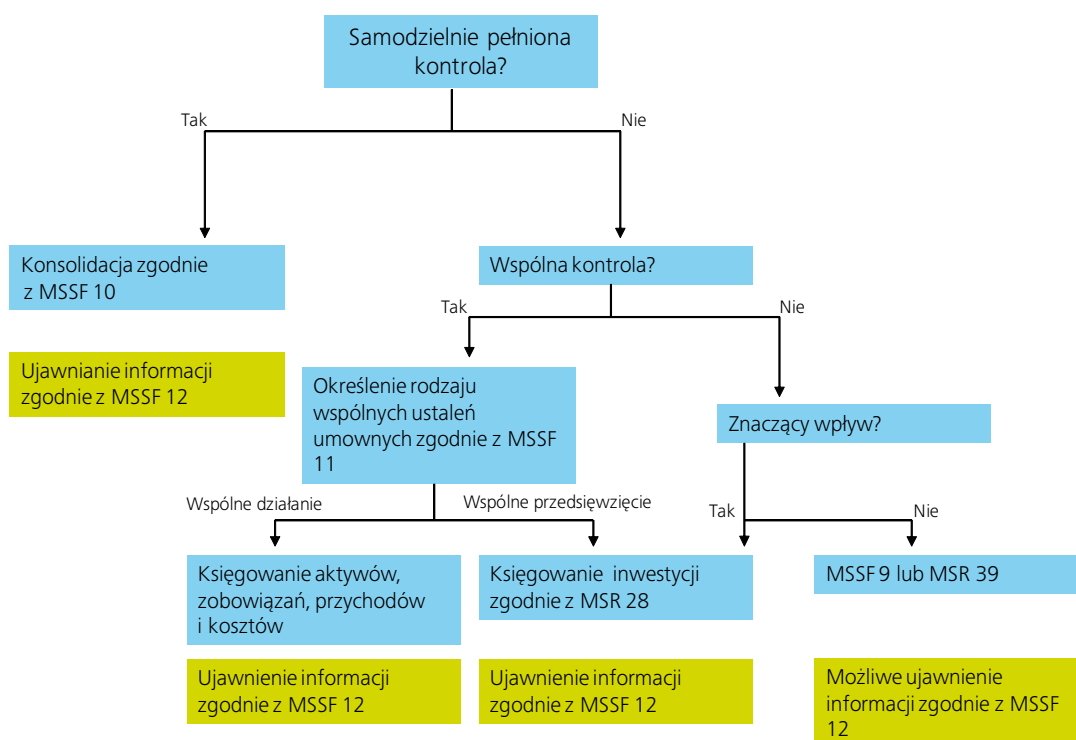 Samodzielnie pełniona
kontrola?
Tak
Nie
Konsolidacja zgodnie
z MSSF 10
Wspólna kontrola?
Tak
Nie
Ujawnianie informacji
zgodnie z MSSF 12
Określenie rodzaju
wspólnych ustaleń
umownych zgodnie z MSSF
11
Znaczący wpływ?
Wspólne działanie
Wspólne przedsięwzięcie
Tak
Nie
Księgowanie aktywów,
zobowiązań, przychodów
i kosztów
Księgowanie inwestycji
zgodnie z MSR 28
MSSF 9 lub MSR 39
Ujawnienie informacji
zgodnie z MSSF 12
Ujawnienie informacji
zgodnie z MSSF 12
Możliwe ujawnienie
informacji zgodnie z MSSF
12